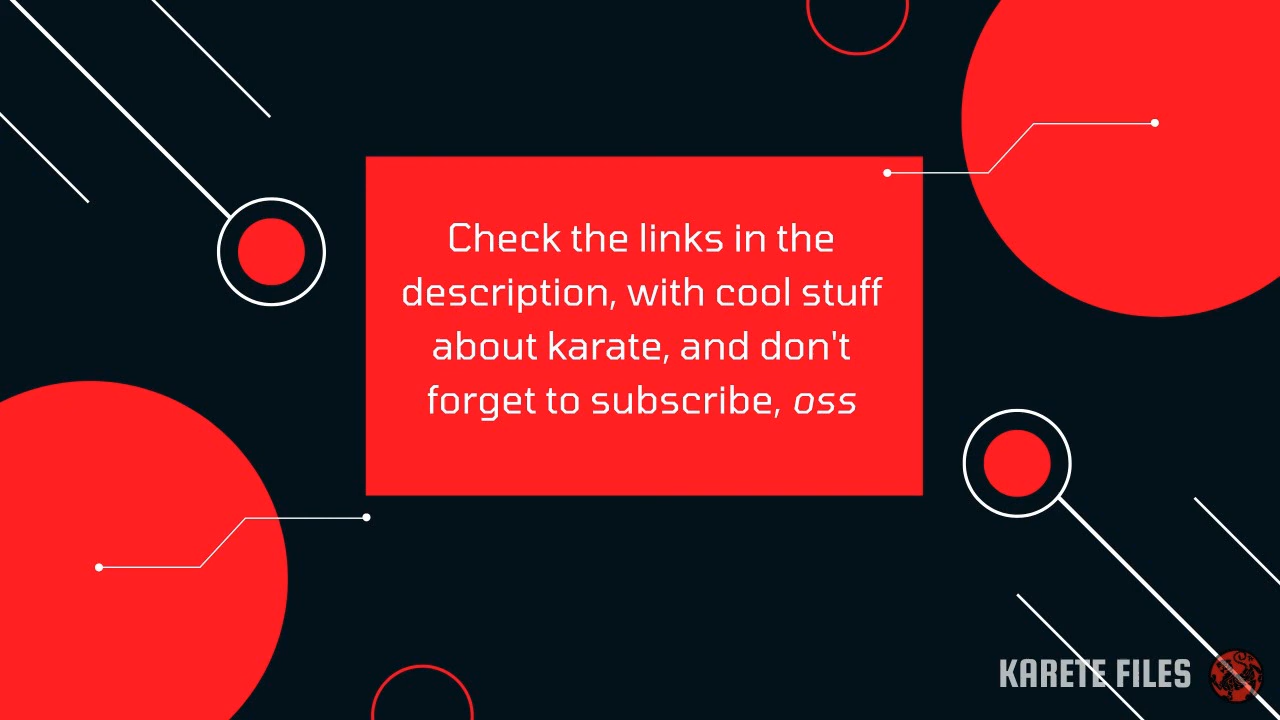 Check the links in the
description, with cool stuff
about karate, and don't
forget to subscribe, oss
KARETE FILES